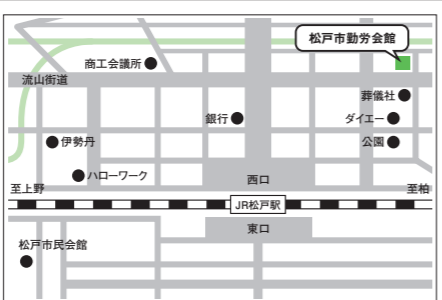 松戸市勤労会館
商工会議所
流山街道
葬儀社
銀行
ダイエー
伊勢丹
公園
ハローワーク
西口
至上野
至柏
JR松戸駅
東口
松戸市民会館